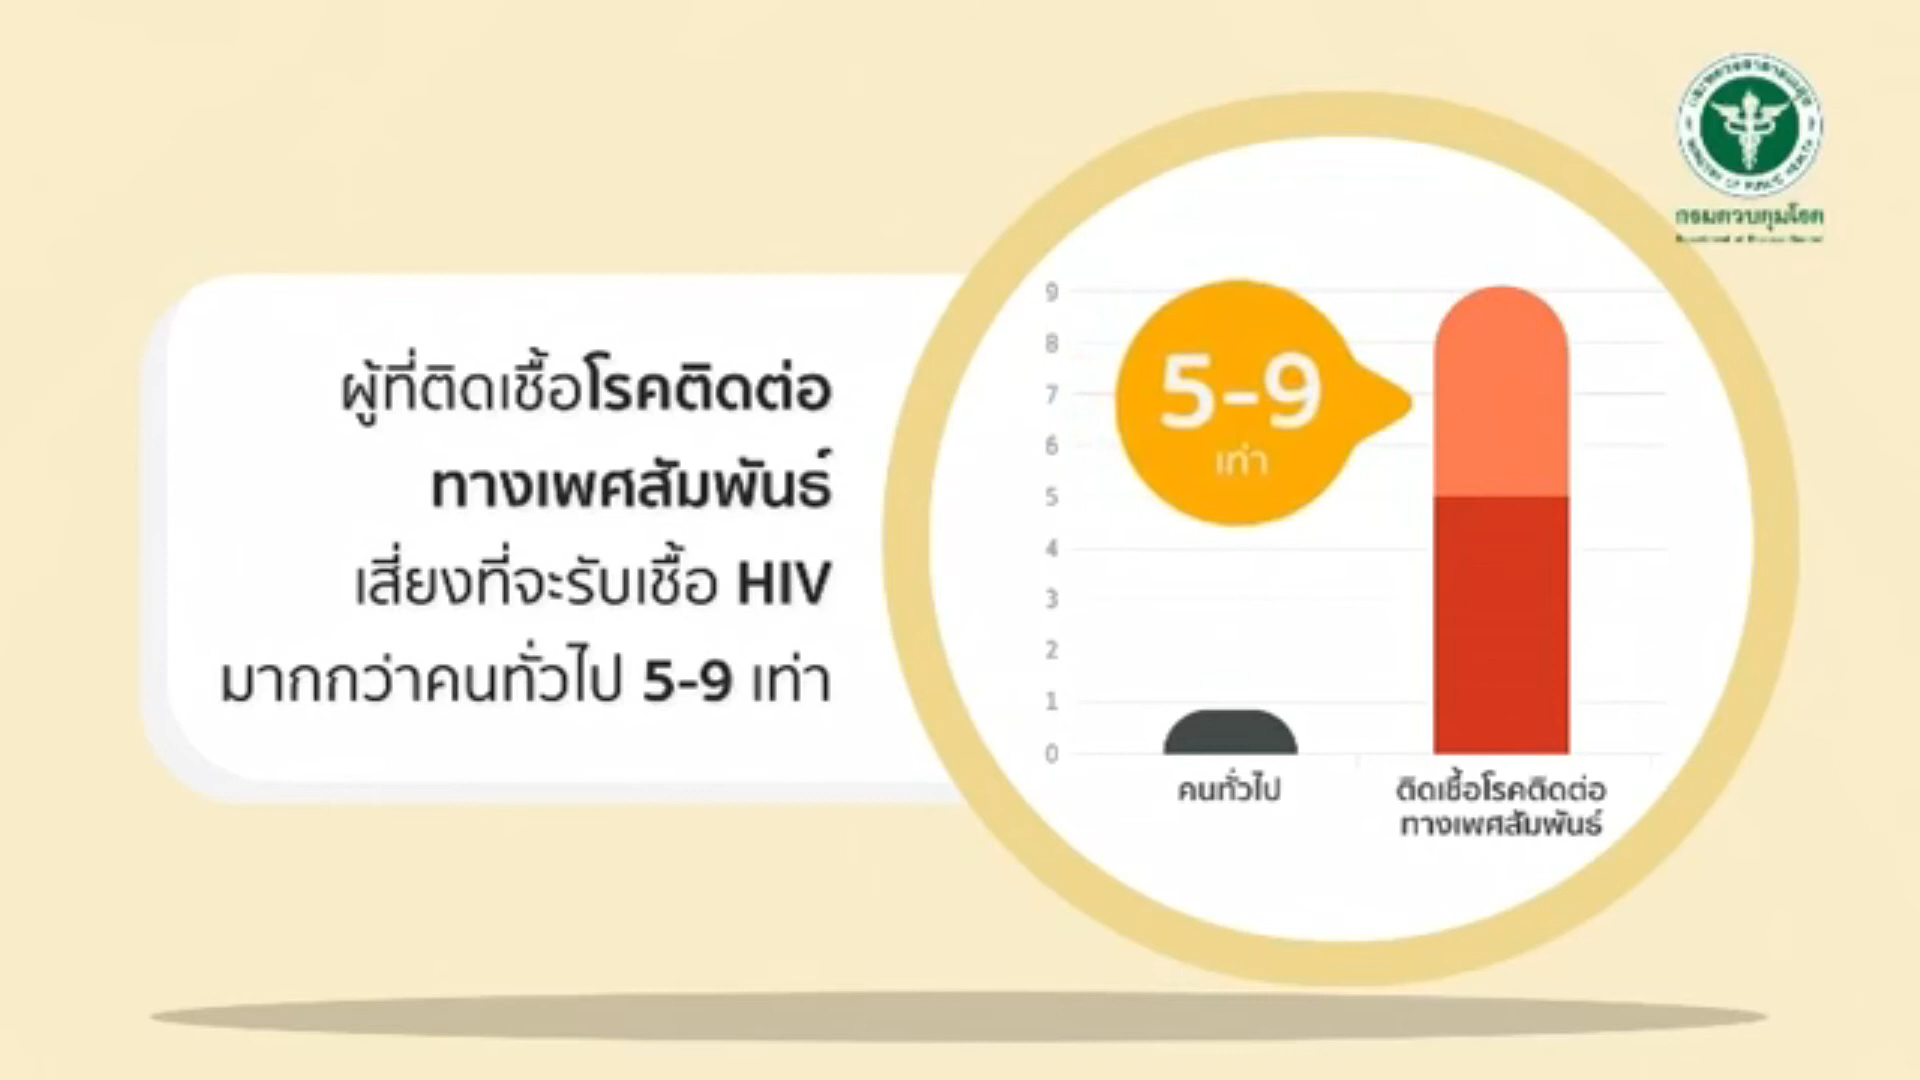 ผู้ที่ติดเชื้อโรคติดต่อ
ทางเพศสัมพันธ์
เสี่ยงที่จะรับเชื้อ HIV
มากกว่าคนทั่วไป 5-9 เท่า
9
8
7
6
5
4
3
2
1
0
5-9
เท่า
คนทั่วไป
ติดเชื้อโรคติดต่อ
ทางเพศสัมพันธ์
กรมควบคุมโรค
MINISTRY OF PUBLIC HEALTH